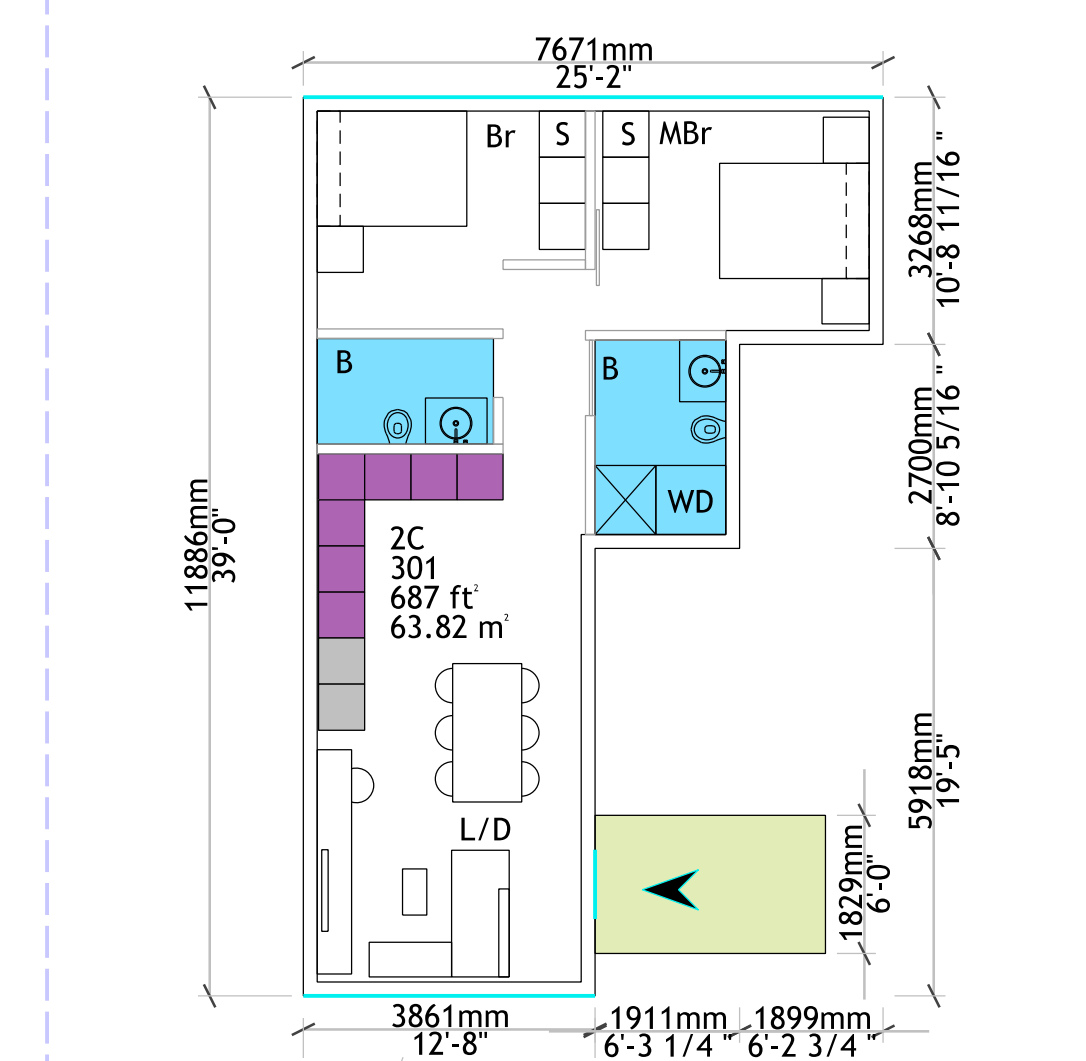 7671mm
25'-2"
Br
S
S
MBr
3268mm
10'-8 11/16 "
B
B
2700mm
8'-10 5/16 "
WD
11886mm
39'-0"
2C
301
687 ft²
63.82 m²
L/D
5918mm
19'-5"
1829mm
6'-0"
3861mm
12'-8"
1911mm
6'-3 1/4 "
1899mm
6'-2 3/4 "